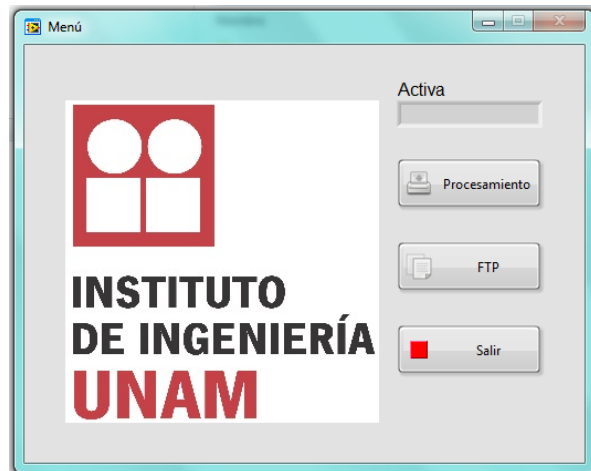 Menú
Activa
Procesamiento
FTP
Salir
INSTITUTO
DE INGENIERÍA
UNAM